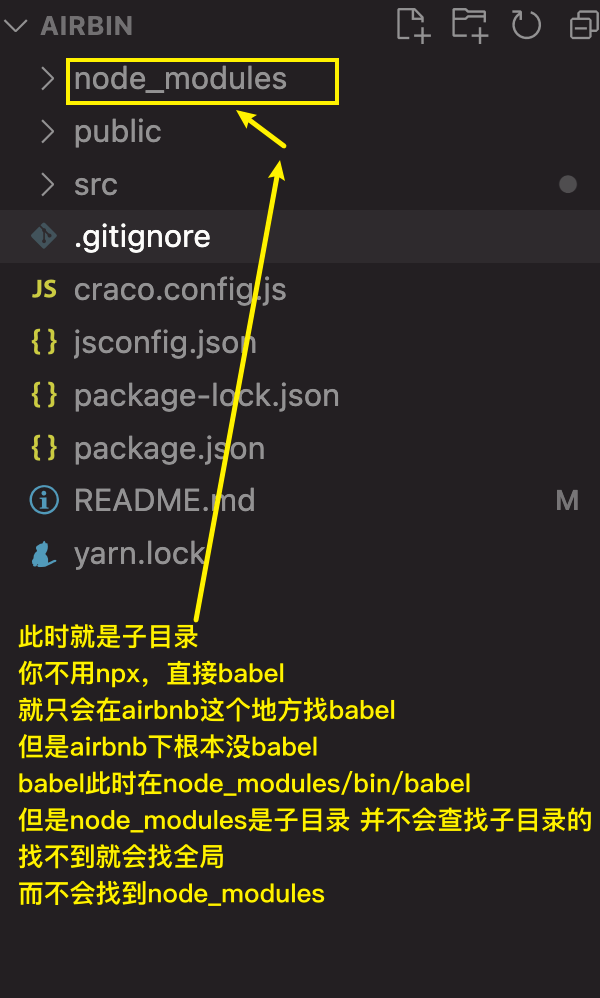 AIRBIN
node_modules
public
src
.gitignore
JS craco.config.js
{} jsconfig.json
{} package-lock.json
{} package.json
README.md M
yarn.lock
此时就是子目录
你不用npx，直接babel
就只会在airbnb这个地方找babel
但是airbnb下根本没babel
babel此时在node_modules/bin/babel
但是node_modules是子目录 并不会查找子目录的
找不到就会找全局
而不会找到node_modules